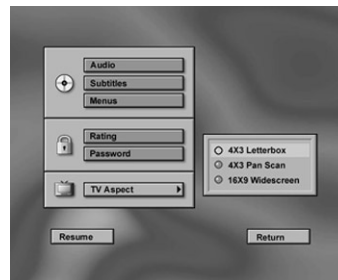 Audio
Subtitles
Menus
Rating
Password
TV Aspect
4X3 Letterbox
4X3 Pan Scan
16X9 Widescreen
Resume
Return